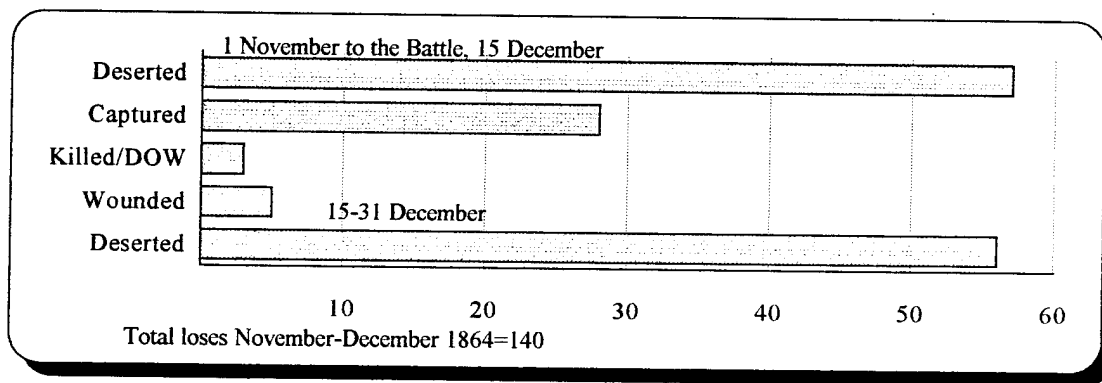 1 November to the Battle, 15 December
Deserted
Captured
Killed/DOW
Wounded
15-31 December
Deserted
10 20 30 40 50 60
Total loses November-December 1864=140